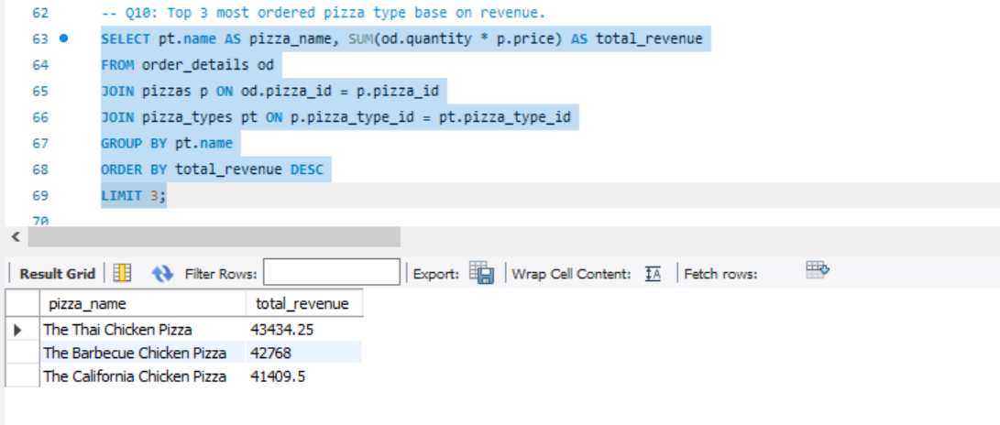 62 -- Q10: Top 3 most ordered pizza type base on revenue.
63 SELECT pt.name AS pizza_name, SUM(od.quantity * p.price) AS total_revenue
64 FROM order_details od
65 JOIN pizzas p ON od.pizza_id = p.pizza_id
66 JOIN pizza_types pt ON p.pizza_type_id = pt.pizza_type_id
67 GROUP BY pt.name
68 ORDER BY total_revenue DESC
69 LIMIT 3;
70
Result Grid Filter Rows: Export: Wrap Cell Content: IA Fetch rows:
pizza_name total_revenue
The Thai Chicken Pizza 43434.25
The Barbecue Chicken Pizza 42768
The California Chicken Pizza 41409.5